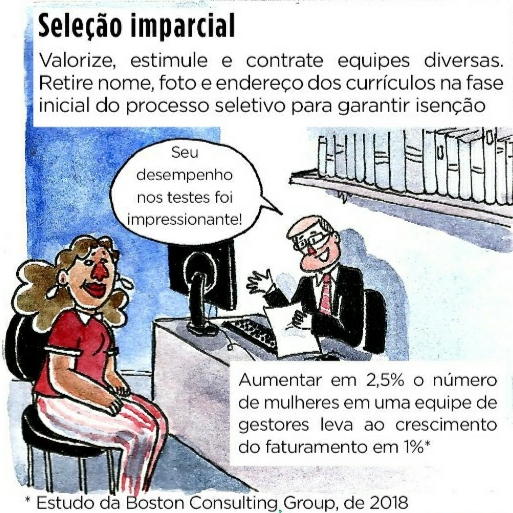 Seleção imparcial
Valorize, estimule e contrate equipes diversas.
Retire nome, foto e endereço dos currículos na fase
inicial do processo seletivo para garantir isenção
Seu
desempenho
nos testes foi
impressionante!
Aumentar em 2,5% o número
de mulheres em uma equipe de
gestores leva ao crescimento
do faturamento em 1%*
* Estudo da Boston Consulting Group, de 2018